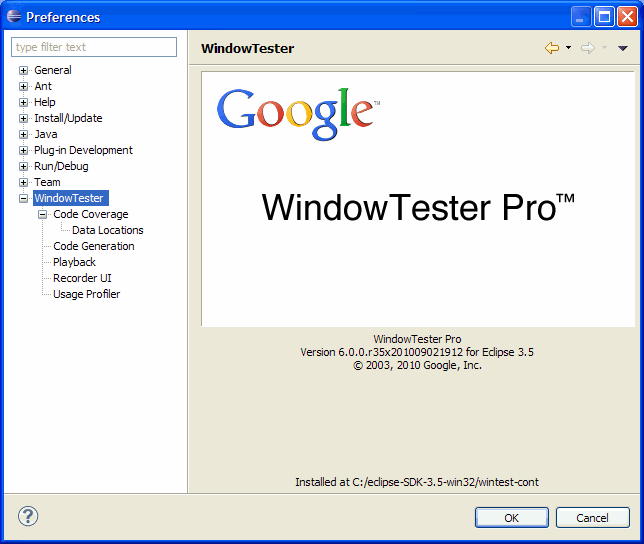 Preferences
type filter text
General
Ant
Help
Install/Update
Java
Plug-in Development
Run/Debug
Team
WindowTester
Code Coverage
Data Locations
Code Generation
Playback
Recorder UI
Usage Profiler
WindowTester
Google™
WindowTester Pro™
WindowTester Pro
Version 6.0.0.r35x201009021912 for Eclipse 3.5
© 2003, 2010 Google, Inc.
Installed at C:/eclipse-SDK-3.5-win32/wintest-cont
?
OK
Cancel